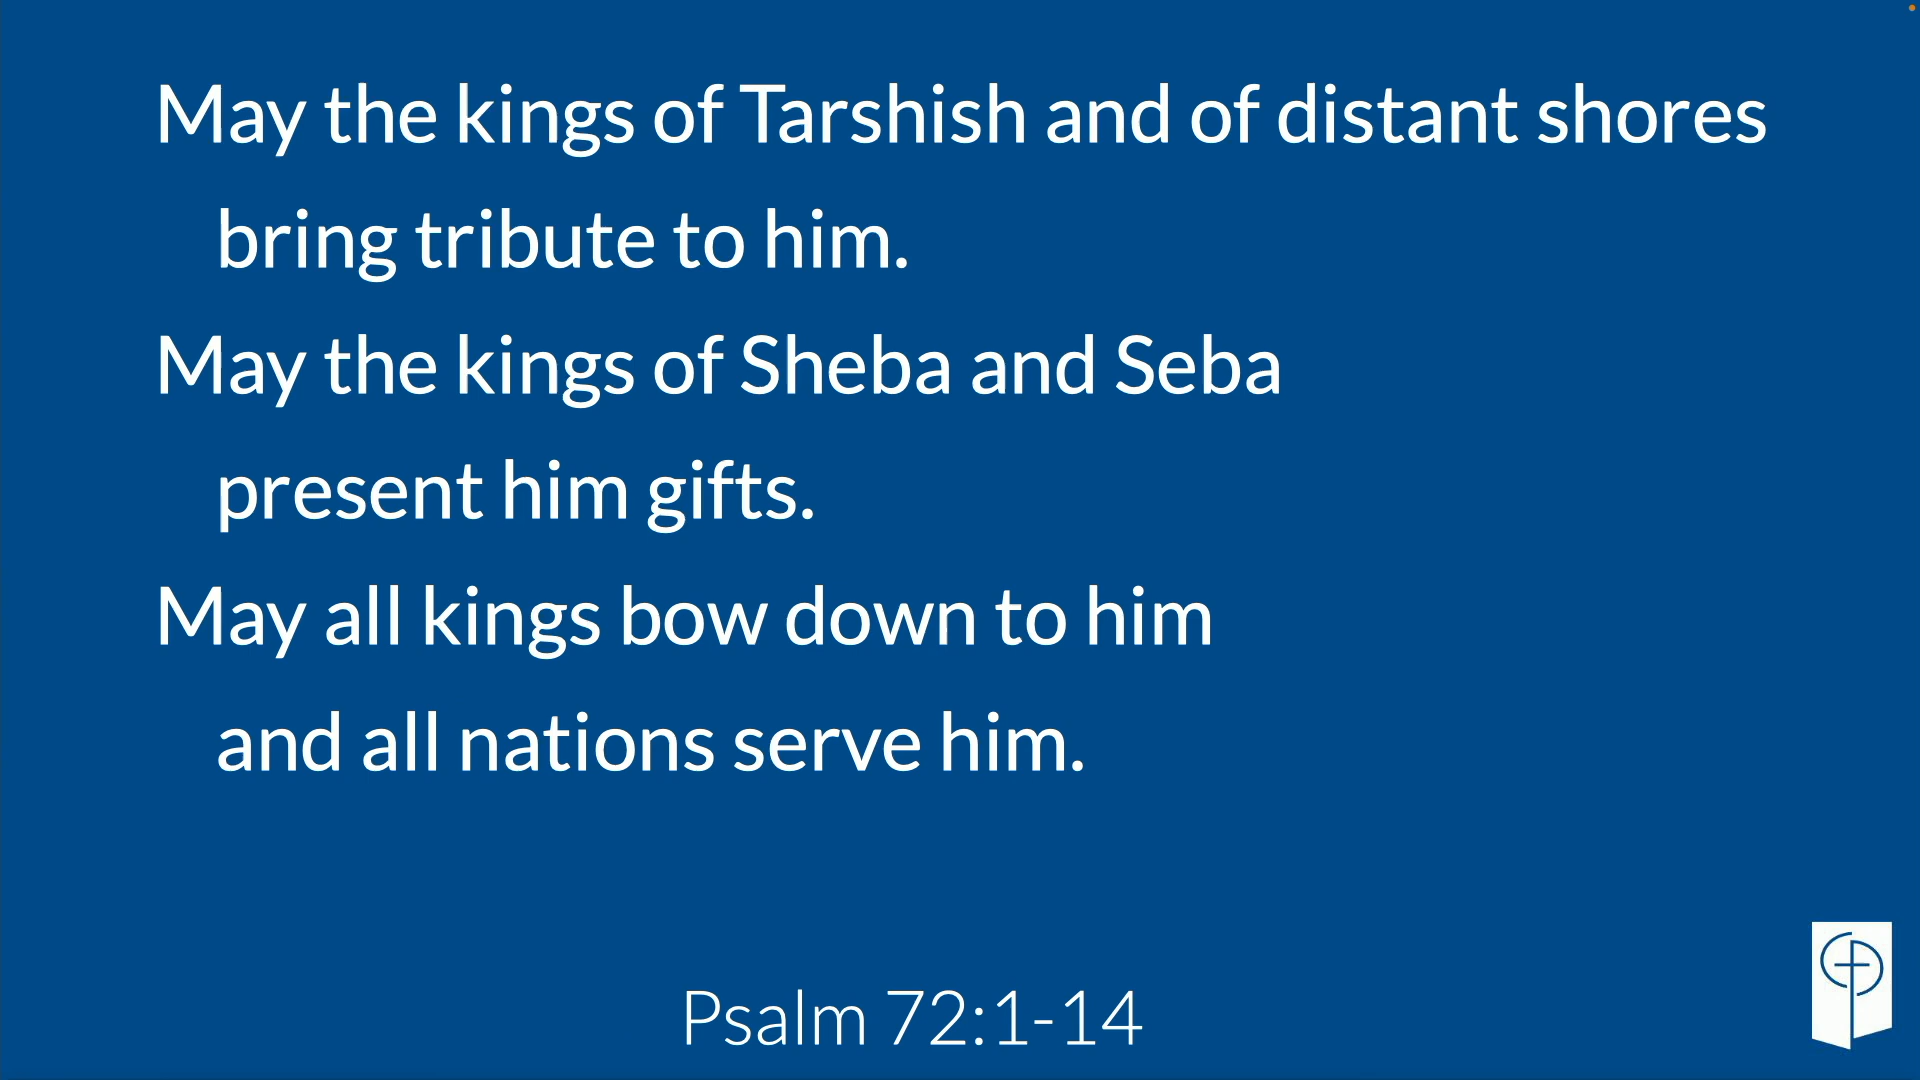 May the kings of Tarshish and of distant shores
bring tribute to him.
May the kings of Sheba and Seba
present him gifts.
May all kings bow down to him
and all nations serve him.
Psalm 72:1-14